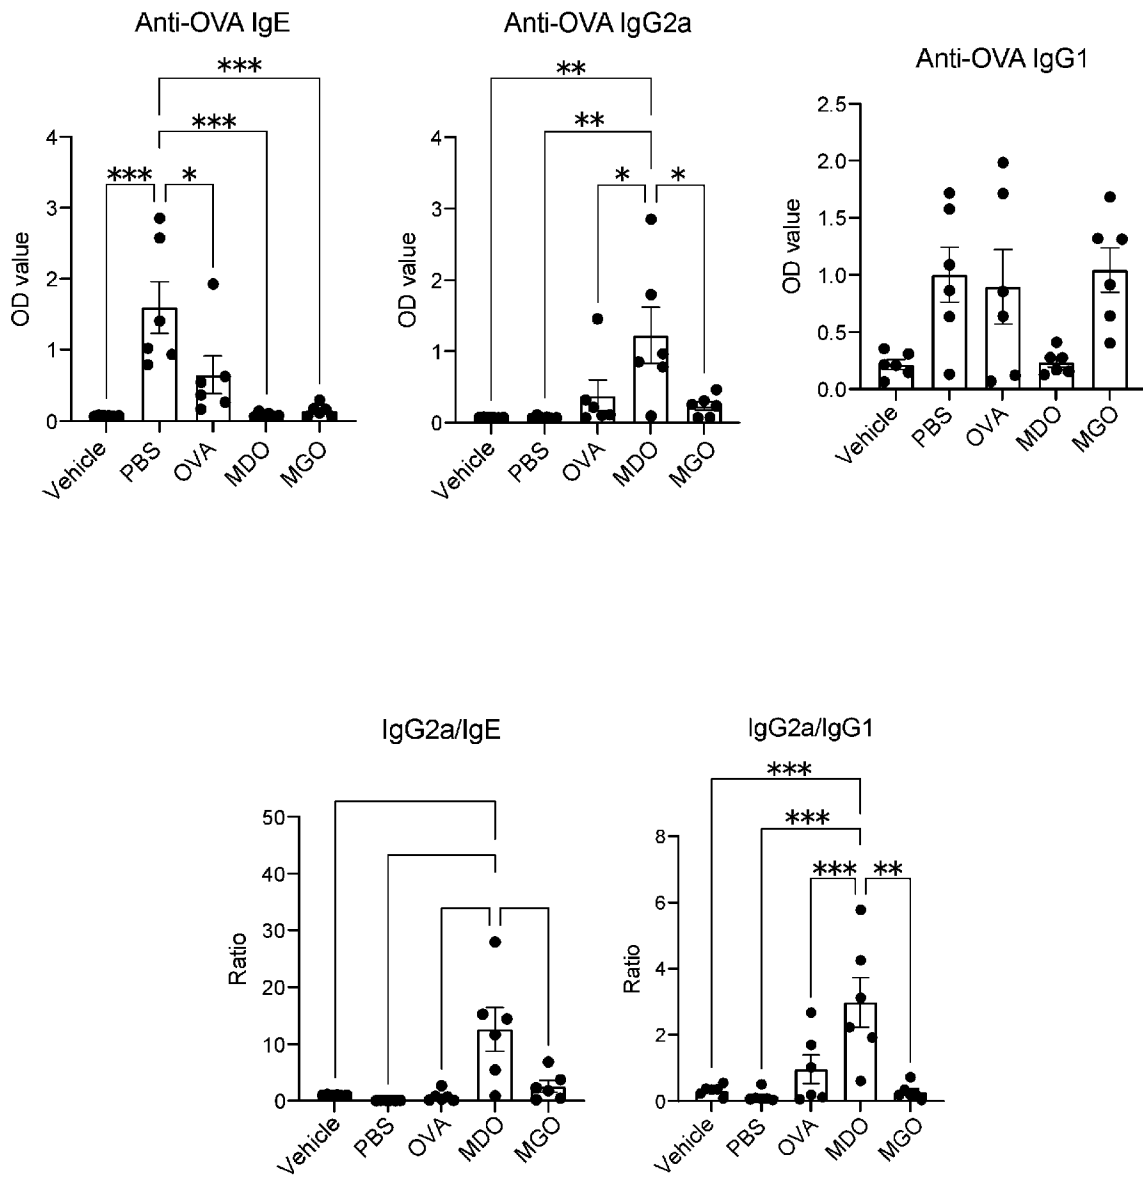 Anti-OVA IgE
***
***
***
*
OD value
4
3
2
1
0
Vehicle
PBS
OVA
MDO
MGO
Anti-OVA IgG2a
**
**
*
*
OD value
4
3
2
1
0
Vehicle
PBS
OVA
MDO
MGO
Anti-OVA IgG1
OD value
2.5
2.0
1.5
1.0
0.5
0.0
Vehicle
PBS
OVA
MDO
MGO
IgG2a/IgE
Ratio
50
40
30
20
10
0
Vehicle
PBS
OVA
MDO
MGO
IgG2a/IgG1
***
***
***
**
Ratio
8
6
4
2
0
Vehicle
PBS
OVA
MDO
MGO